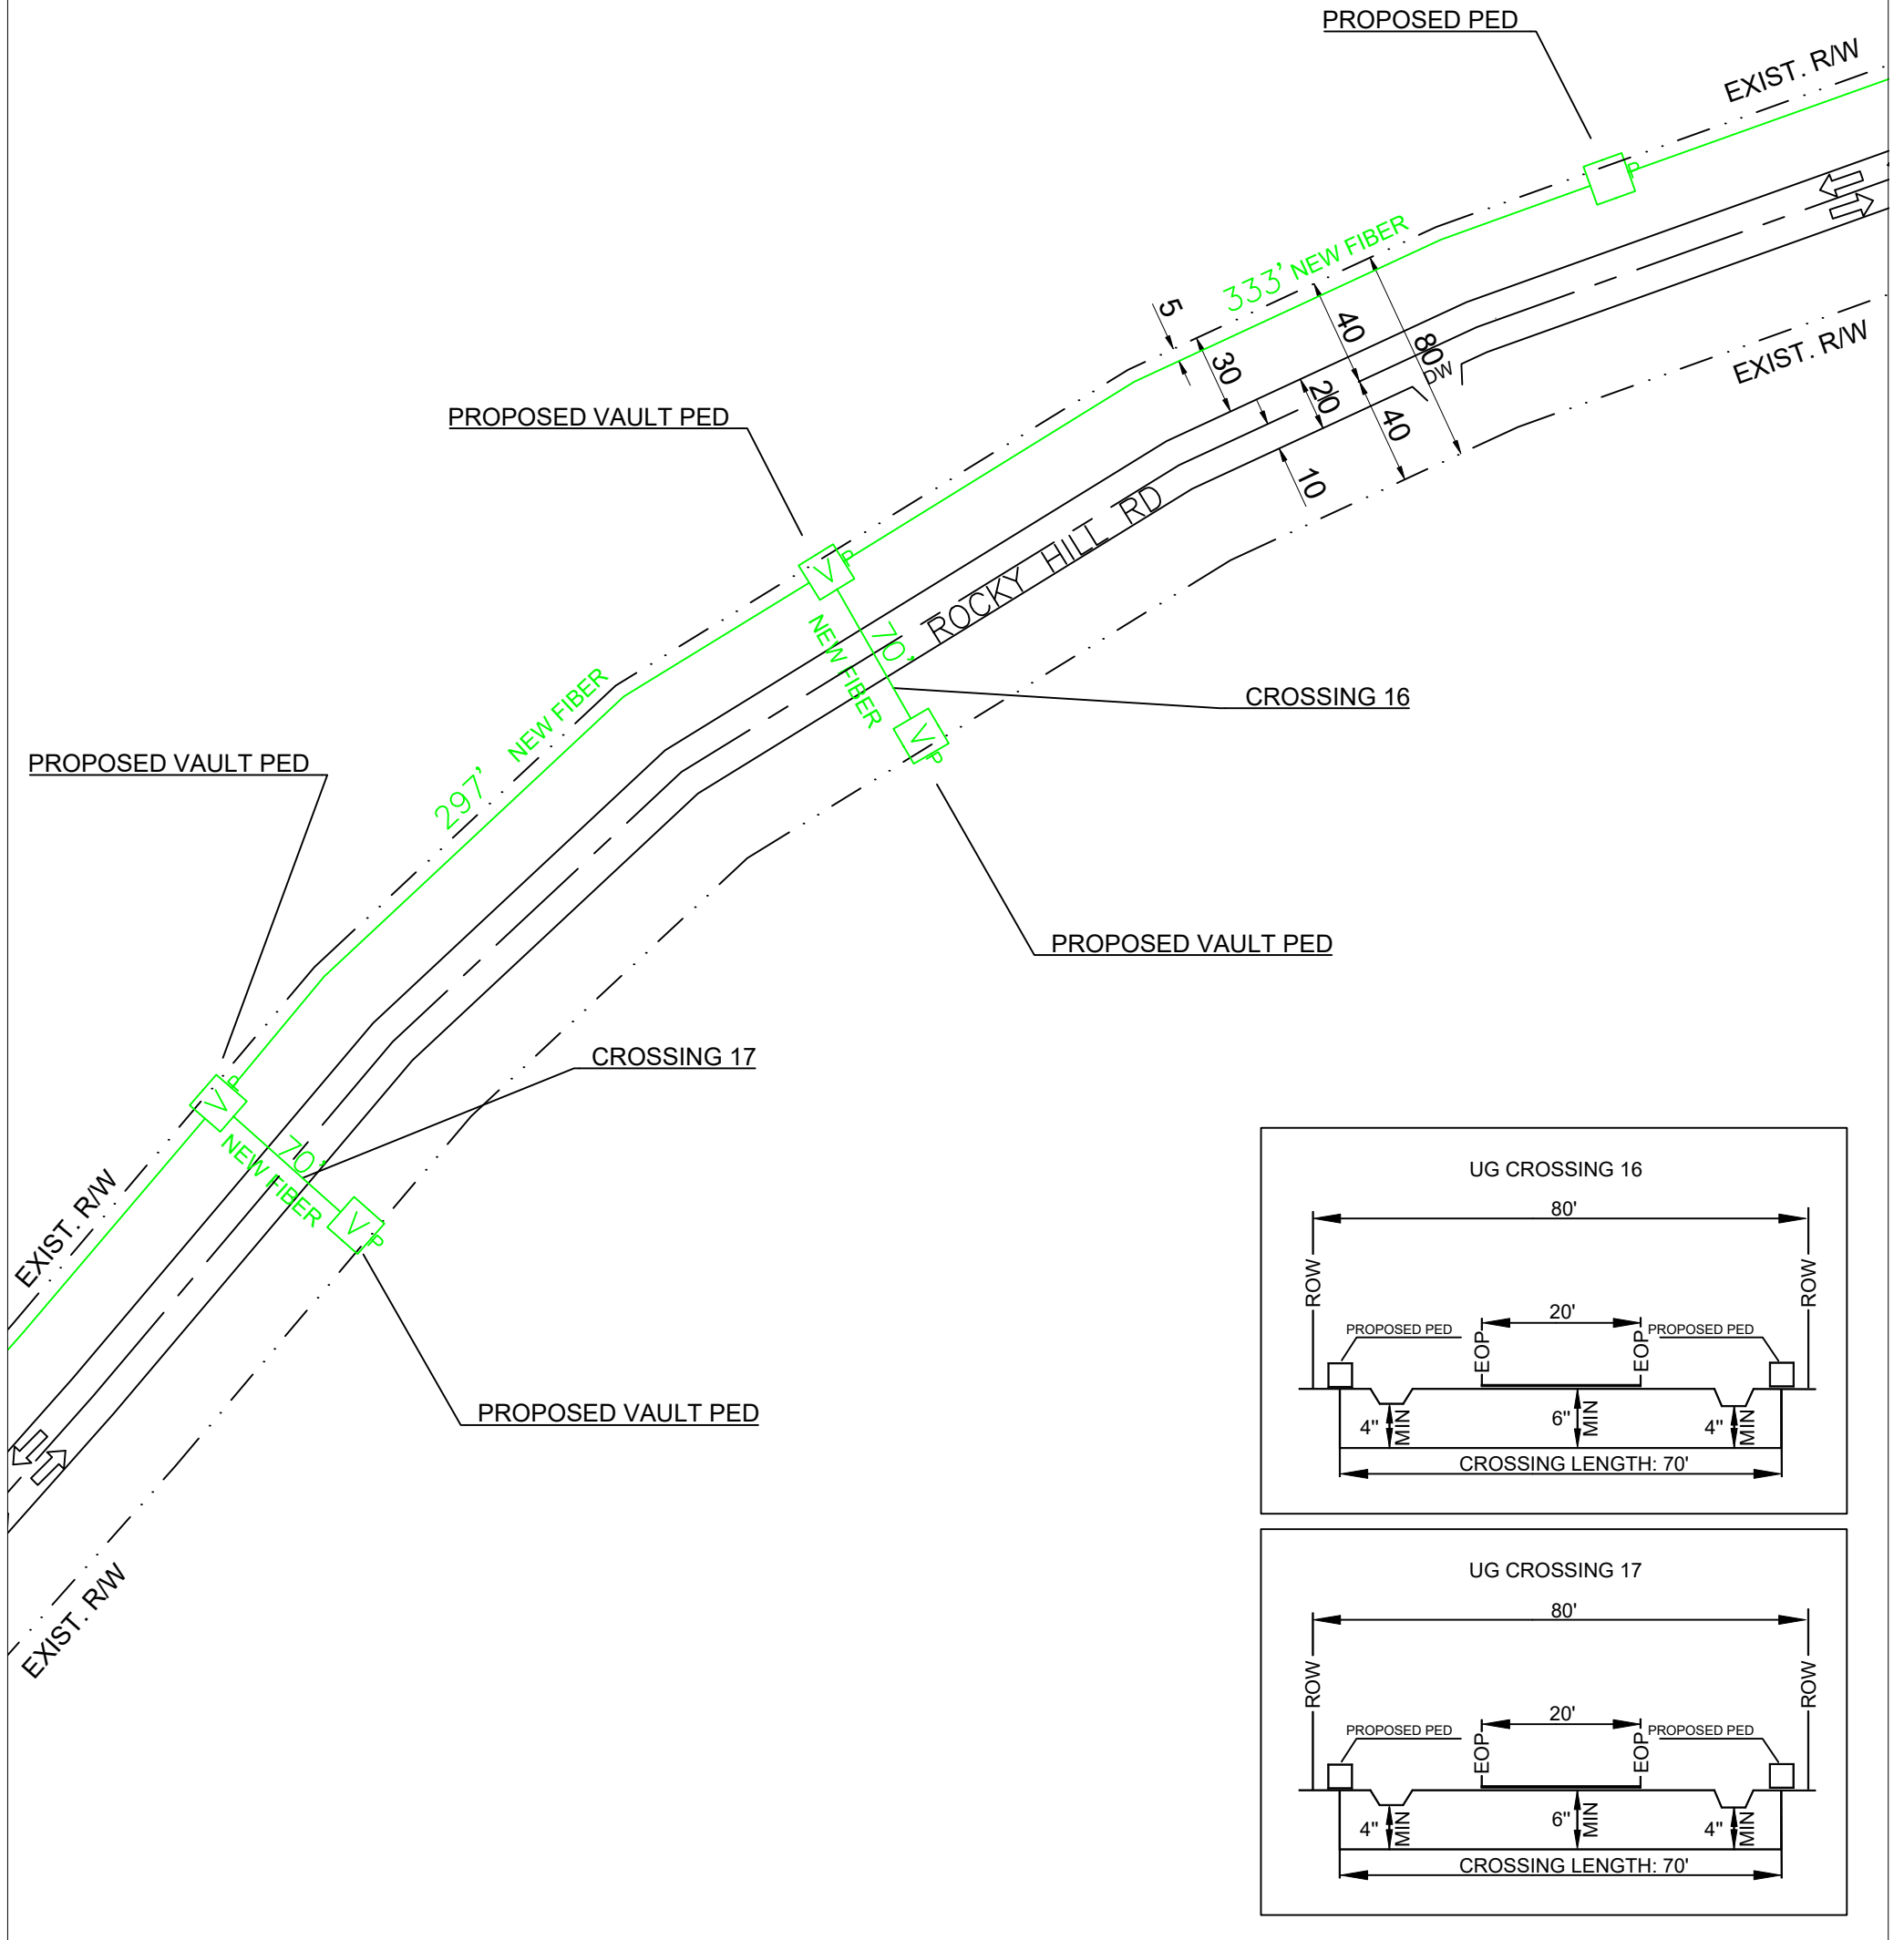 PROPOSED PED
EXIST. R/W
P
333' NEW FIBER
5
30
40
80
20
DW
40
10
EXIST. R/W
PROPOSED VAULT PED
V
P
ROCKY HILL RD
70'
NEW FIBER
CROSSING 16
V
P
297' NEW FIBER
PROPOSED VAULT PED
PROPOSED VAULT PED
CROSSING 17
V
P
70'
NEW FIBER
V
P
EXIST. R/W
PROPOSED VAULT PED
EXIST. R/W
UG CROSSING 16
80'
ROW
ROW
20'
PROPOSED PED
EOP
EOP
PROPOSED PED
4" MIN
6" MIN
4" MIN
CROSSING LENGTH: 70'
UG CROSSING 17
80'
ROW
ROW
20'
PROPOSED PED
EOP
EOP
PROPOSED PED
4" MIN
6" MIN
4" MIN
CROSSING LENGTH: 70'